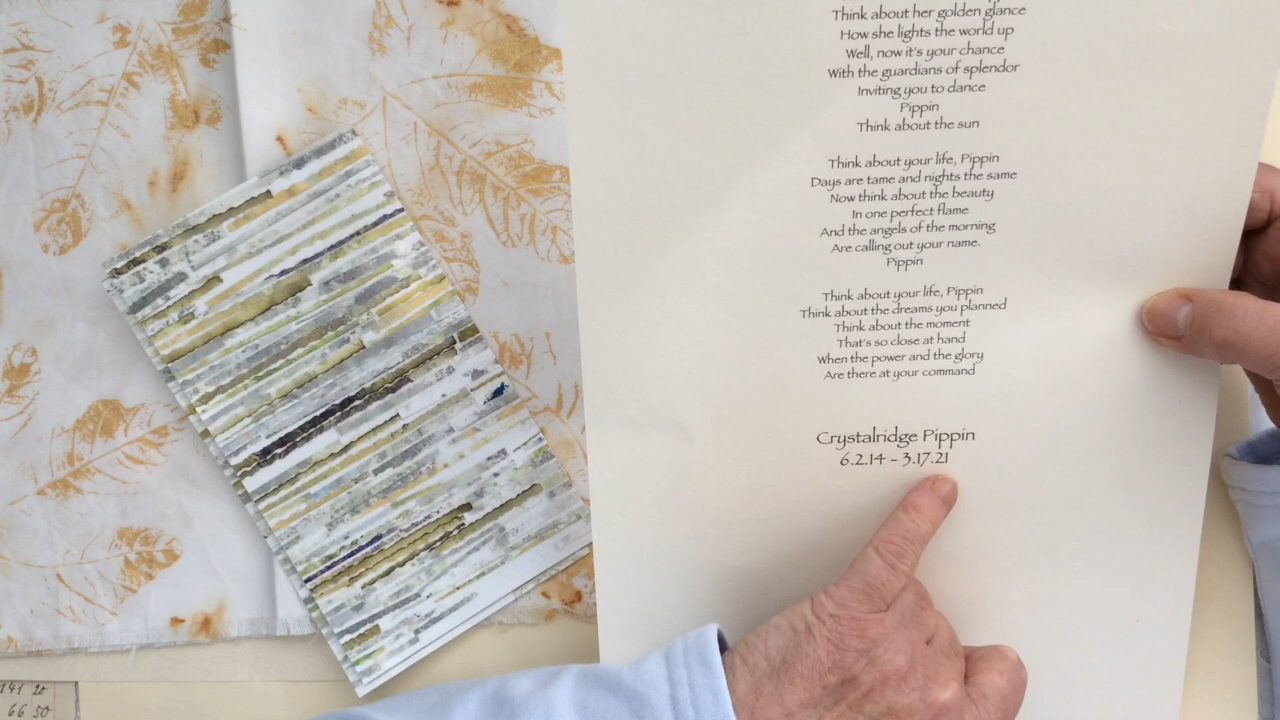 Think about her golden glance
How she lights the world up
Well, now it's your chance
With the guardians of splendor
Inviting you to dance
Pippin
Think about the sun
Think about your life, Pippin
Days are tame and nights the same
Now think about the beauty
In one perfect flame
And the angels of the morning
Are calling out your name.
Pippin
Think about your life, Pippin
Think about the dreams you planned
Think about the moment
That's so close at hand
When the power and the glory
Are there at your command
Crystalridge Pippin
6.2.14 - 3.17.21
141 20
66 50